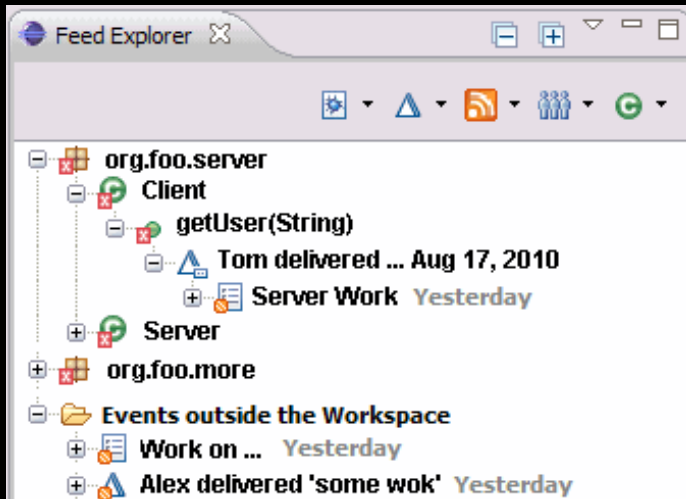 Feed Explorer
org.foo.server
Client
getUser(String)
Tom delivered ... Aug 17, 2010
Server Work Yesterday
Server
org.foo.more
Events outside the Workspace
Work on ... Yesterday
Alex delivered 'some wok' Yesterday